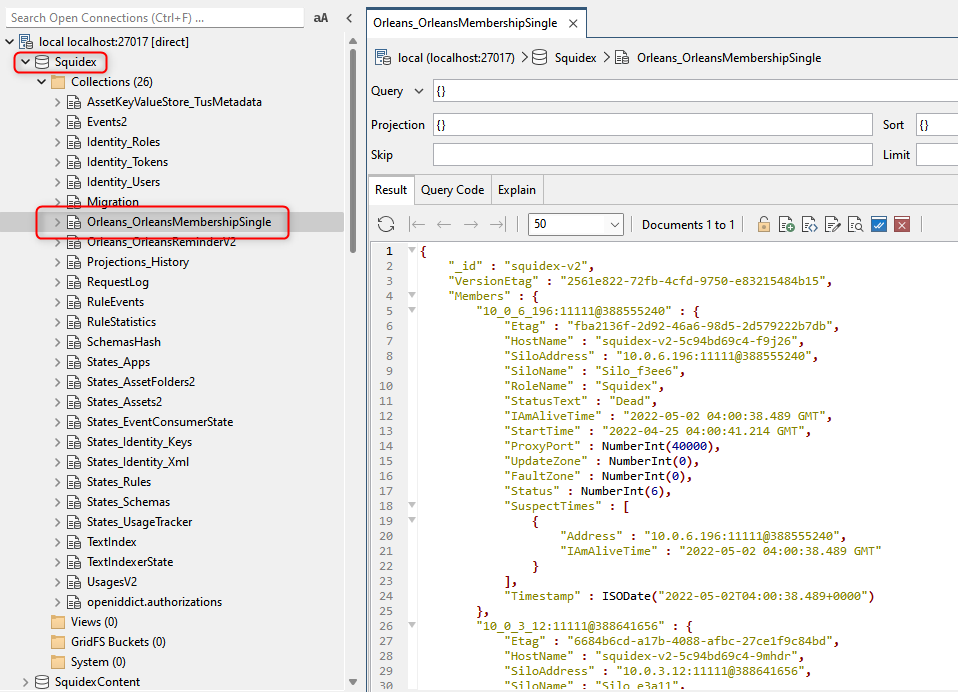 Search Open Connections (Ctrl+F) ...
aA
local localhost:27017 [direct]
Squidex
Collections (26)
AssetKeyValueStore_TusMetadata
Events2
Identity_Roles
Identity_Tokens
Identity_Users
Migration
Orleans_OrleansMembershipSingle
Orleans_OrleansReminderV2
Projections_History
RequestLog
RuleEvents
RuleStatistics
SchemasHash
States_Apps
States_AssetFolders2
States_Assets2
States_EventConsumerState
States_Identity_Keys
States_Identity_Xml
States_Rules
States_Schemas
States_UsageTracker
TextIndex
TextIndexerState
UsagesV2
openiddict.authorizations
Views (0)
GridFS Buckets (0)
System (0)
SquidexContent
Orleans_OrleansMembershipSingle
local (localhost:27017) Squidex Orleans_OrleansMembershipSingle
Query {}
Projection {} Sort {}
Skip Limit
Result Query Code Explain
50 Documents 1 to 1
1 {
2 "_id" : "squidex-v2",
3 "VersionEtag" : "2561e822-72fb-4cfd-9750-e83215484b15",
4 "Members" : {
5 "10_0_6_196:11111@388555240" : {
6 "Etag" : "fba2136f-2d92-46a6-98d5-2d579222b7db",
7 "HostName" : "squidex-v2-5c94bd69c4-f9j26",
8 "SiloAddress" : "10.0.6.196:11111@388555240",
9 "SiloName" : "Silo_f3ee6",
10 "RoleName" : "Squidex",
11 "StatusText" : "Dead",
12 "IAmAliveTime" : "2022-05-02 04:00:38.489 GMT",
13 "StartTime" : "2022-04-25 04:00:41.214 GMT",
14 "ProxyPort" : NumberInt(40000),
15 "UpdateZone" : NumberInt(0),
16 "FaultZone" : NumberInt(0),
17 "Status" : NumberInt(6),
18 "SuspectTimes" : [
19 {
20 "Address" : "10.0.6.196:11111@388555240",
21 "IAmAliveTime" : "2022-05-02 04:00:38.489 GMT"
22 }
23 ],
24 "Timestamp" : ISODate("2022-05-02T04:00:38.489+0000")
25 },
26 "10_0_3_12:11111@388641656" : {
27 "Etag" : "6684b6cd-a17b-4088-afbc-27ce1f9c84bd",
28 "HostName" : "squidex-v2-5c94bd69c4-9mhdr",
29 "SiloAddress" : "10.0.3.12:11111@388641656",
30 "SiloName" : "Silo_e3a11",